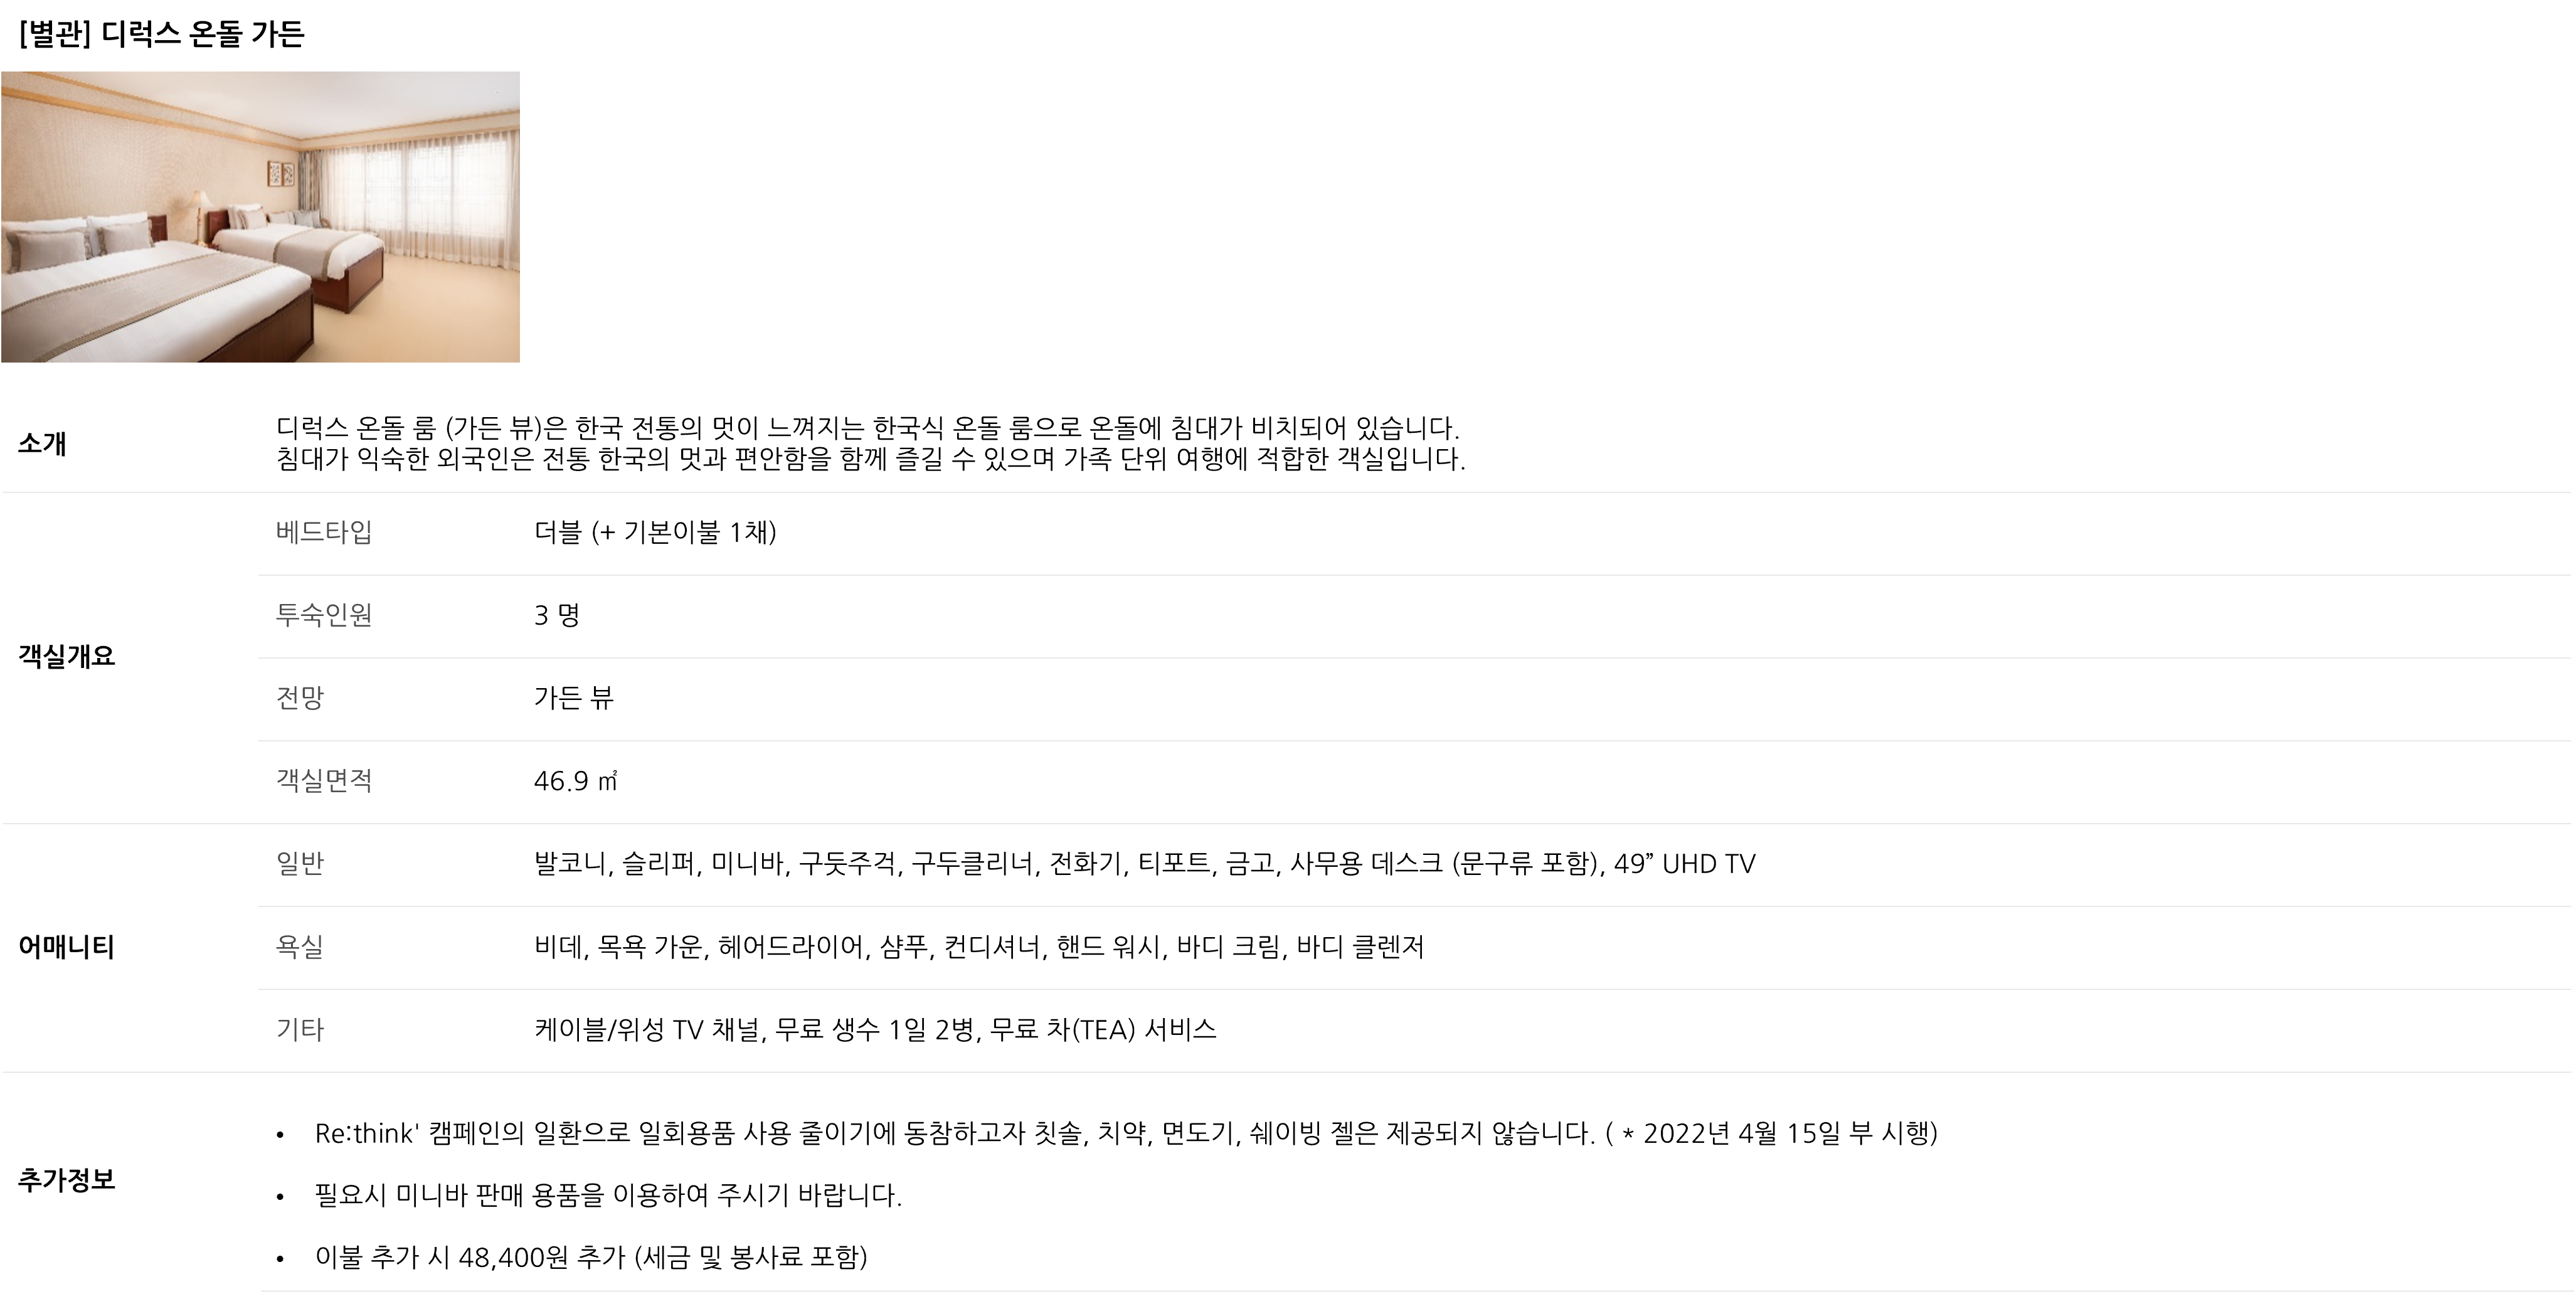 [별관] 디럭스 온돌 가든
소개
디럭스 온돌 룸 (가든 뷰)은 한국 전통의 멋이 느껴지는 한국식 온돌 룸으로 온돌에 침대가 비치되어 있습니다.
침대가 익숙한 외국인은 전통 한국의 멋과 편안함을 함께 즐길 수 있으며 가족 단위 여행에 적합한 객실입니다.
객실개요
베드타입 더블 (+ 기본이불 1채)
투숙인원 3 명
전망 가든 뷰
객실면적 46.9 ㎡
어매니티
일반 발코니, 슬리퍼, 미니바, 구둣주걱, 구두클리너, 전화기, 티포트, 금고, 사무용 데스크 (문구류 포함), 49” UHD TV
욕실 비데, 목욕 가운, 헤어드라이어, 샴푸, 컨디셔너, 핸드 워시, 바디 크림, 바디 클렌저
기타 케이블/위성 TV 채널, 무료 생수 1일 2병, 무료 차(TEA) 서비스
추가정보
• Re:think' 캠페인의 일환으로 일회용품 사용 줄이기에 동참하고자 칫솔, 치약, 면도기, 쉐이빙 젤은 제공되지 않습니다. ( * 2022년 4월 15일 부 시행)
• 필요시 미니바 판매 용품을 이용하여 주시기 바랍니다.
• 이불 추가 시 48,400원 추가 (세금 및 봉사료 포함)